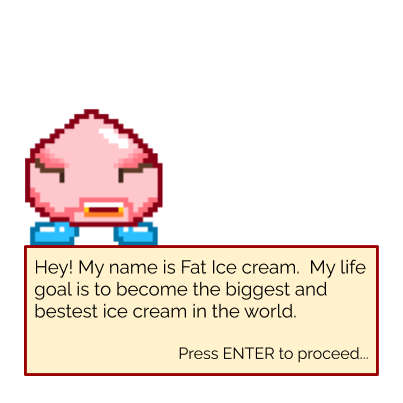 Hey! My name is Fat Ice cream.  My life
goal is to become the biggest and
bestest ice cream in the world.
Press ENTER to proceed...